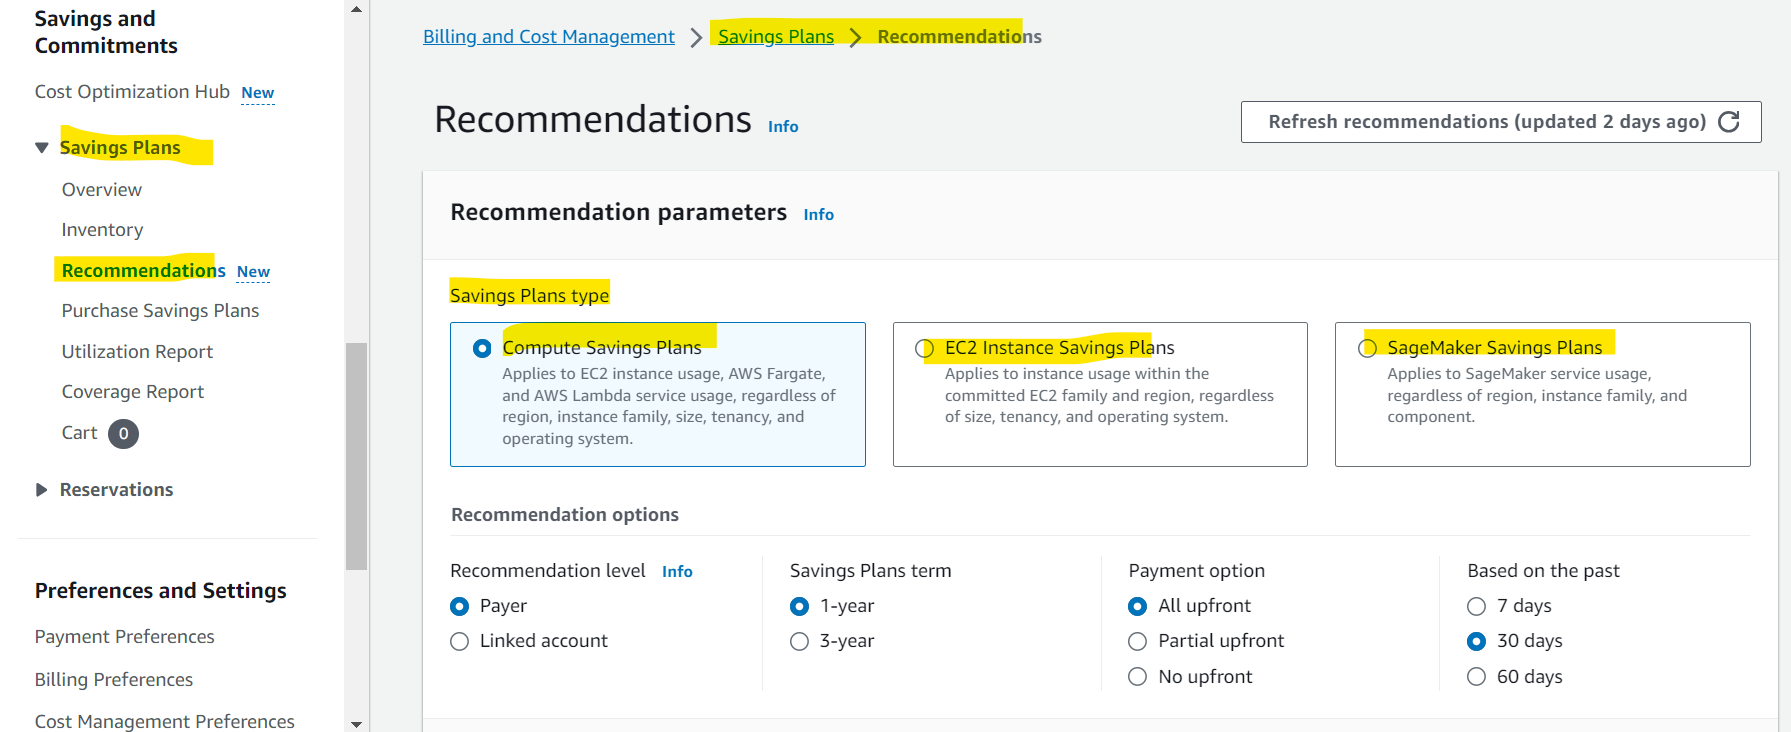 Savings and
Commitments
Cost Optimization Hub New
Savings Plans
Overview
Inventory
Recommendations New
Purchase Savings Plans
Utilization Report
Coverage Report
Cart 0
Reservations
Preferences and Settings
Payment Preferences
Billing Preferences
Cost Management Preferences
Billing and Cost Management > Savings Plans > Recommendations
Recommendations Info
Refresh recommendations (updated 2 days ago)
Recommendation parameters Info
Savings Plans type
Compute Savings Plans
Applies to EC2 instance usage, AWS Fargate,
and AWS Lambda service usage, regardless of
region, instance family, size, tenancy, and
operating system.
EC2 Instance Savings Plans
Applies to instance usage within the
committed EC2 family and region, regardless
of size, tenancy, and operating system.
SageMaker Savings Plans
Applies to SageMaker service usage,
regardless of region, instance family, and
component.
Recommendation options
Recommendation level Info
Payer
Linked account
Savings Plans term
1-year
3-year
Payment option
All upfront
Partial upfront
No upfront
Based on the past
7 days
30 days
60 days